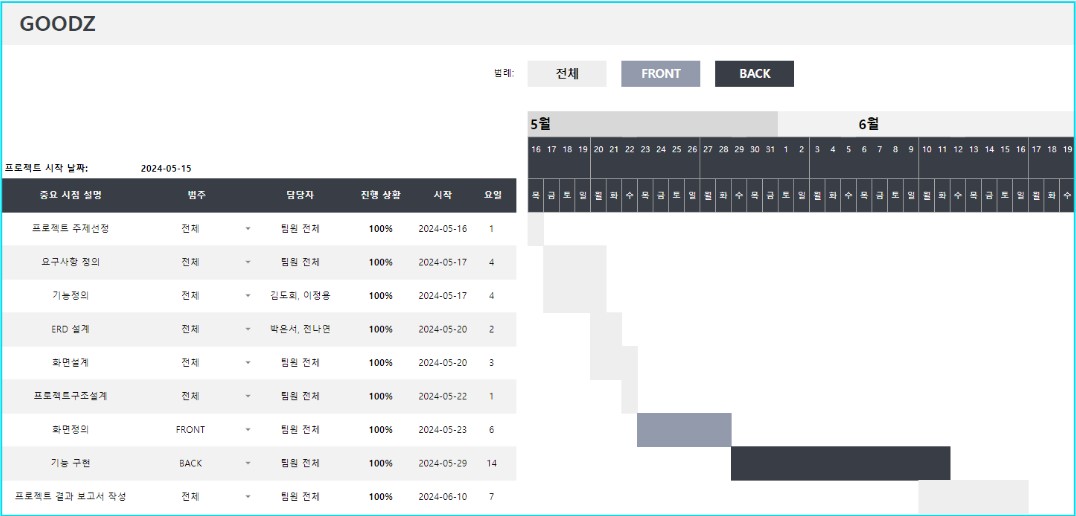 GOODZ
범례: 전체 FRONT BACK
5월 6월
16 17 18 19 20 21 22 23 24 25 26 27 28 29 30 31 1 2 3 4 5 6 7 8 9 10 11 12 13 14 15 16 17 18 19
프로젝트 시작 날짜: 2024-05-15
중요 시점 설명 범주 담당자 진행 상황 시작 요일 목 금 토 일 월 화 수 목 금 토 일 월 화 수 목 금 토 일 월 화 수 목 금 토 일 월 화 수 목 금 토 일 월 화 수
프로젝트 주제선정 전체 팀원 전체 100% 2024-05-16 1
요구사항 정의 전체 팀원 전체 100% 2024-05-17 4
기능정의 전체 김도희, 이정용 100% 2024-05-17 4
ERD 설계 전체 박은서, 전나연 100% 2024-05-20 2
화면설계 전체 팀원 전체 100% 2024-05-20 3
프로젝트구조설계 전체 팀원 전체 100% 2024-05-22 1
화면정의 FRONT 팀원 전체 100% 2024-05-23 6
기능 구현 BACK 팀원 전체 100% 2024-05-29 14
프로젝트 결과 보고서 작성 전체 팀원 전체 100% 2024-06-10 7